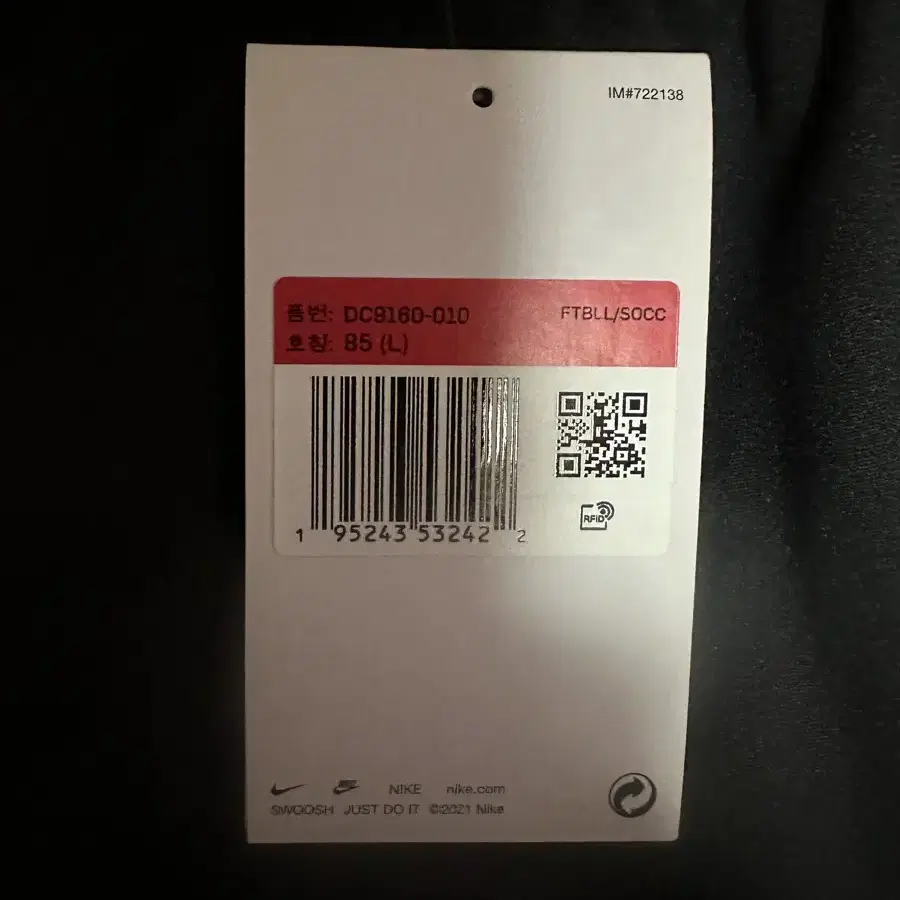 IM#722138
품번: DC9160-010 FTBLL/SOCC
호칭: 85 (L)
RFID
1 95243 53242 2
NIKE nike.com
SWOOSH JUST DO IT ©2021 Nike